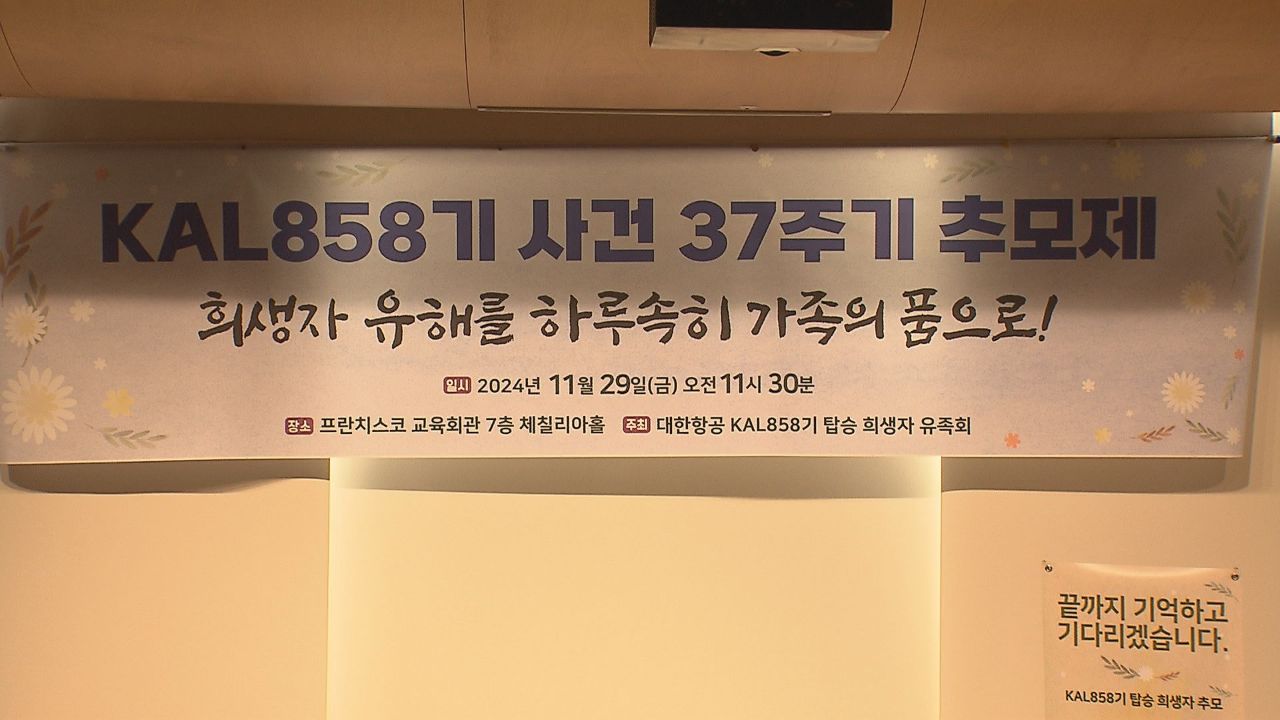 KAL858기 사건 37주기 추모제
희생자 유해를 하루속히 가족의 품으로!
일시 2024년 11월 29일(금) 오전 11시 30분
장소 프란치스코 교육회관 7층 체칠리아홀 주최 대한항공 KAL858기 탑승 희생자 유족회
끝까지 기억하고
기다리겠습니다.
KAL858기 탑승 희생자 추모